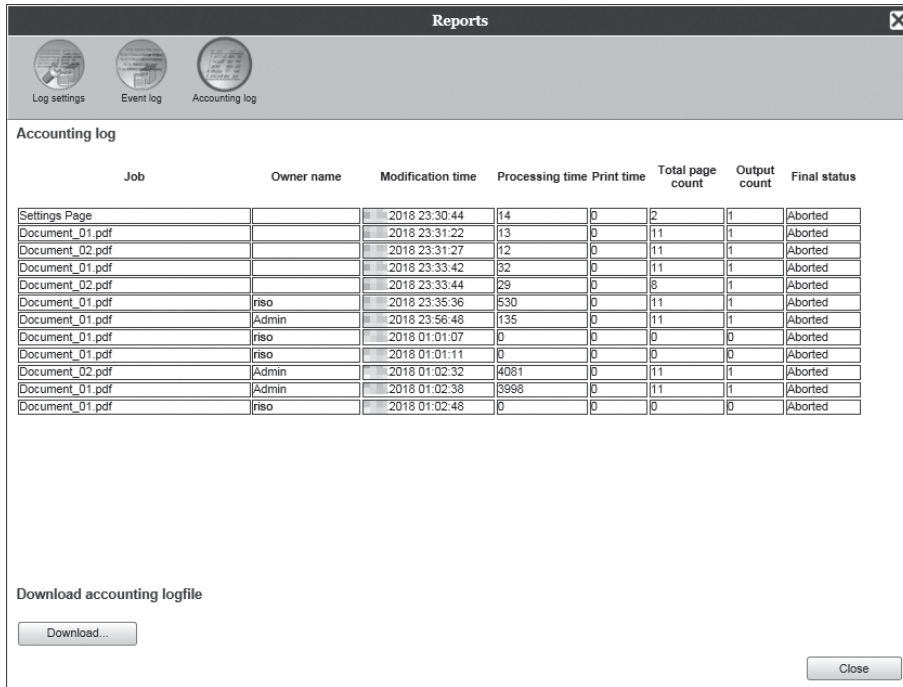 Reports
Log settings Event log Accounting log
Accounting log
Job Owner name Modification time Processing time Print time Total page count Output count Final status
Settings Page .2018 23:30:44 14 0 2 1 Aborted
Document_01.pdf .2018 23:31:22 13 0 11 1 Aborted
Document_02.pdf .2018 23:31:27 12 0 11 1 Aborted
Document_01.pdf .2018 23:33:42 32 0 11 1 Aborted
Document_02.pdf .2018 23:33:44 29 0 8 1 Aborted
Document_01.pdf riso .2018 23:35:36 530 0 11 1 Aborted
Document_01.pdf Admin .2018 23:56:48 135 0 11 1 Aborted
Document_01.pdf riso .2018 01:01:07 0 0 0 0 Aborted
Document_01.pdf riso .2018 01:01:11 0 0 0 0 Aborted
Document_02.pdf Admin .2018 01:02:32 4081 0 11 1 Aborted
Document_01.pdf Admin .2018 01:02:38 3998 0 11 1 Aborted
Document_01.pdf riso .2018 01:02:48 0 0 0 0 Aborted
Download accounting logfile
Download...
Close